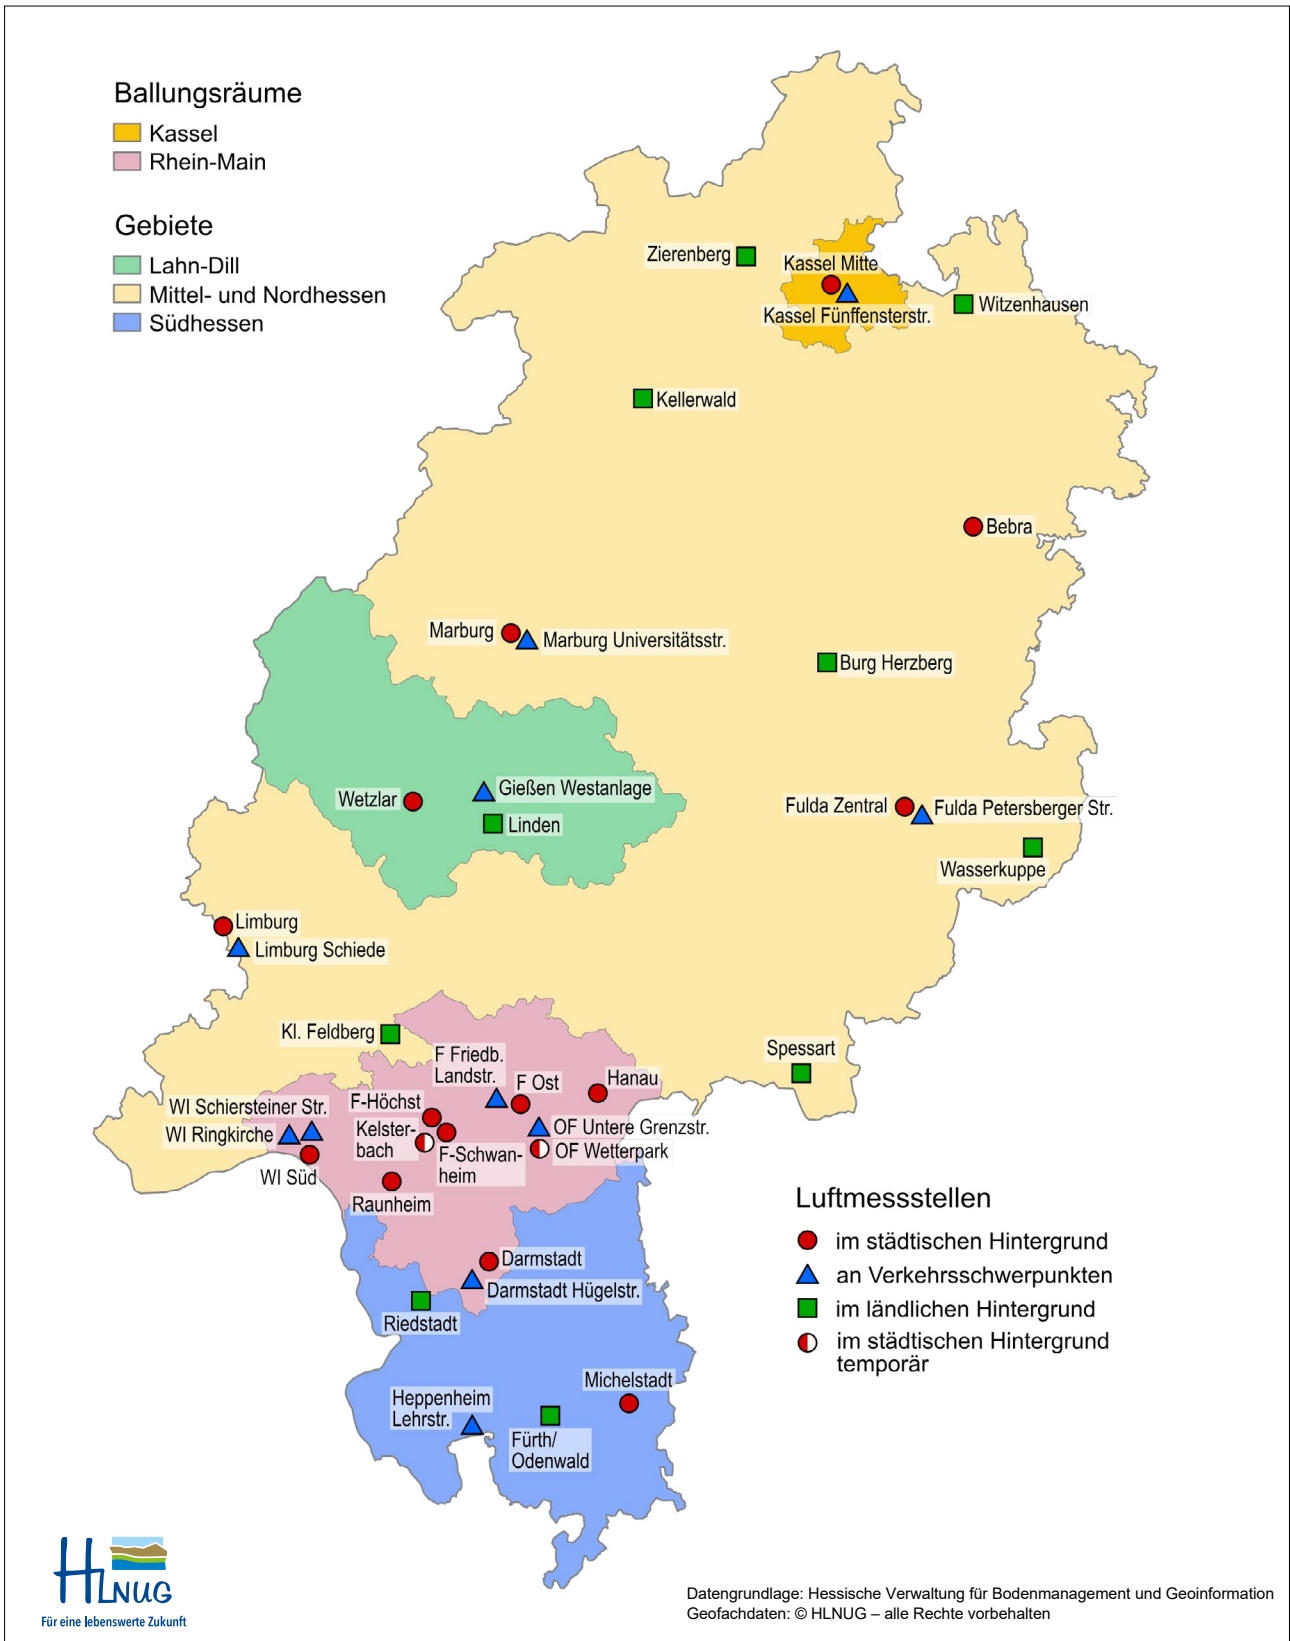 Ballungsräume
Kassel
Rhein-Main
Gebiete
Lahn-Dill
Mittel- und Nordhessen
Südhessen
Zierenberg
Kassel Mitte
Kassel Fünffensterstr.
Witzenhausen
Kellerwald
Bebra
Marburg
Marburg Universitätsstr.
Burg Herzberg
Wetzlar
Gießen Westanlage
Linden
Fulda Zentral
Fulda Petersberger Str.
Wasserkuppe
Limburg
Limburg Schiede
Kl. Feldberg
Spessart
F Friedb.
Landstr.
F Ost
Hanau
WI Schiersteiner Str.
F-Höchst
WI Ringkirche
Kelster-
bach
OF Untere Grenzstr.
F-Schwan-
heim
OF Wetterpark
WI Süd
Raunheim
Darmstadt
Darmstadt Hügelstr.
Riedstadt
Michelstadt
Heppenheim
Lehrstr.
Fürth/
Odenwald
Luftmessstellen
im städtischen Hintergrund
an Verkehrsschwerpunkten
im ländlichen Hintergrund
im städtischen Hintergrund
temporär
HLNUG
Für eine lebenswerte Zukunft
Datengrundlage: Hessische Verwaltung für Bodenmanagement und Geoinformation
Geofachdaten: © HLNUG – alle Rechte vorbehalten